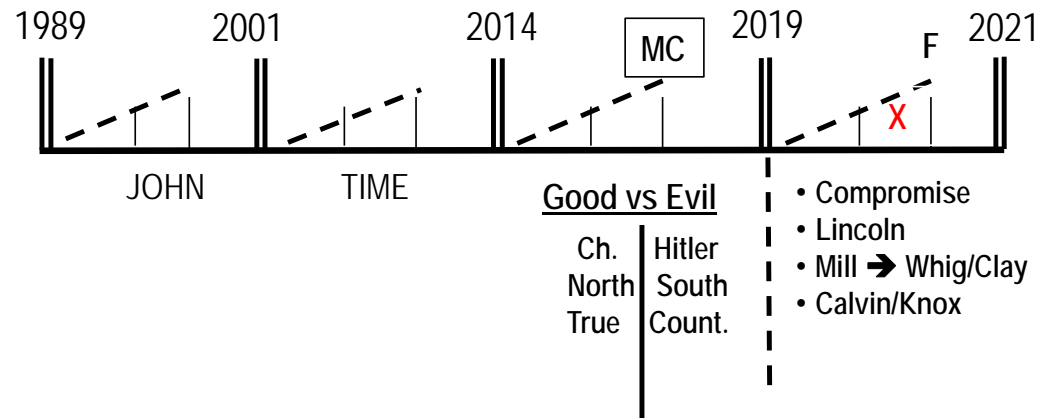 1989 2001 2014 2019 2021
MC F
X
JOHN TIME
Good vs Evil
Ch. Hitler
North South
True Count.
• Compromise
• Lincoln
• Mill ➔ Whig/Clay
• Calvin/Knox